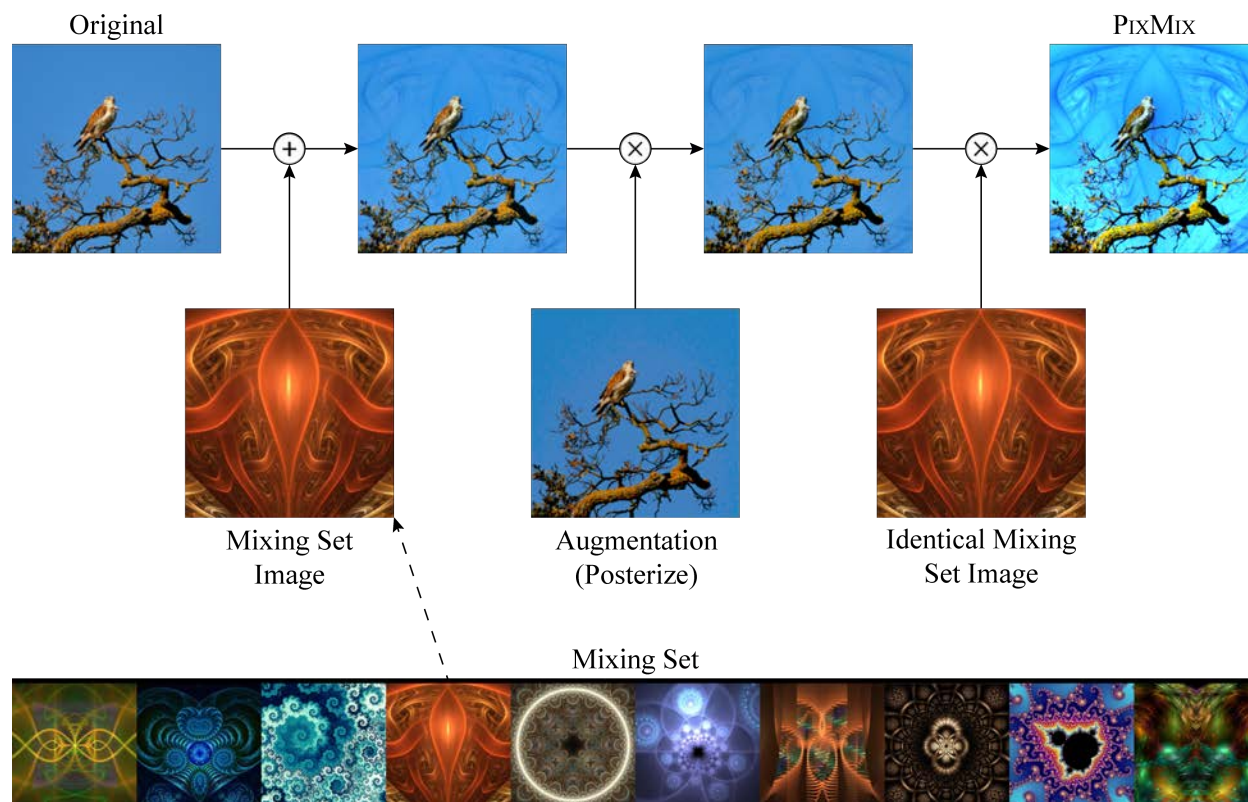 Original
PIXMIX
+
×
×
Mixing Set
Image
Augmentation
(Posterize)
Identical Mixing
Set Image
Mixing Set